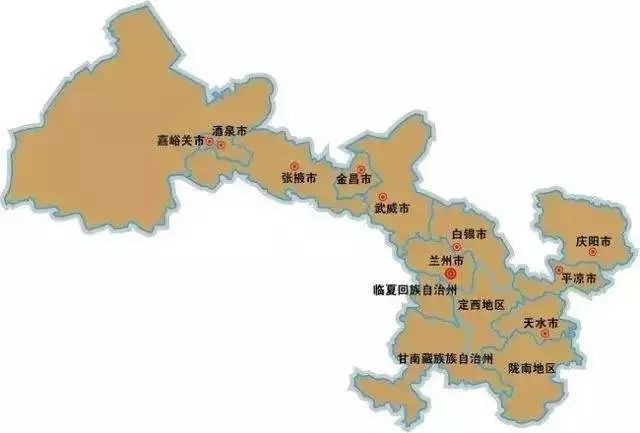 酒泉市
嘉峪关市
张掖市
金昌市
武威市
白银市
庆阳市
兰州市
平凉市
临夏回族自治州
定西地区
天水市
甘南藏族族自治州
陇南地区